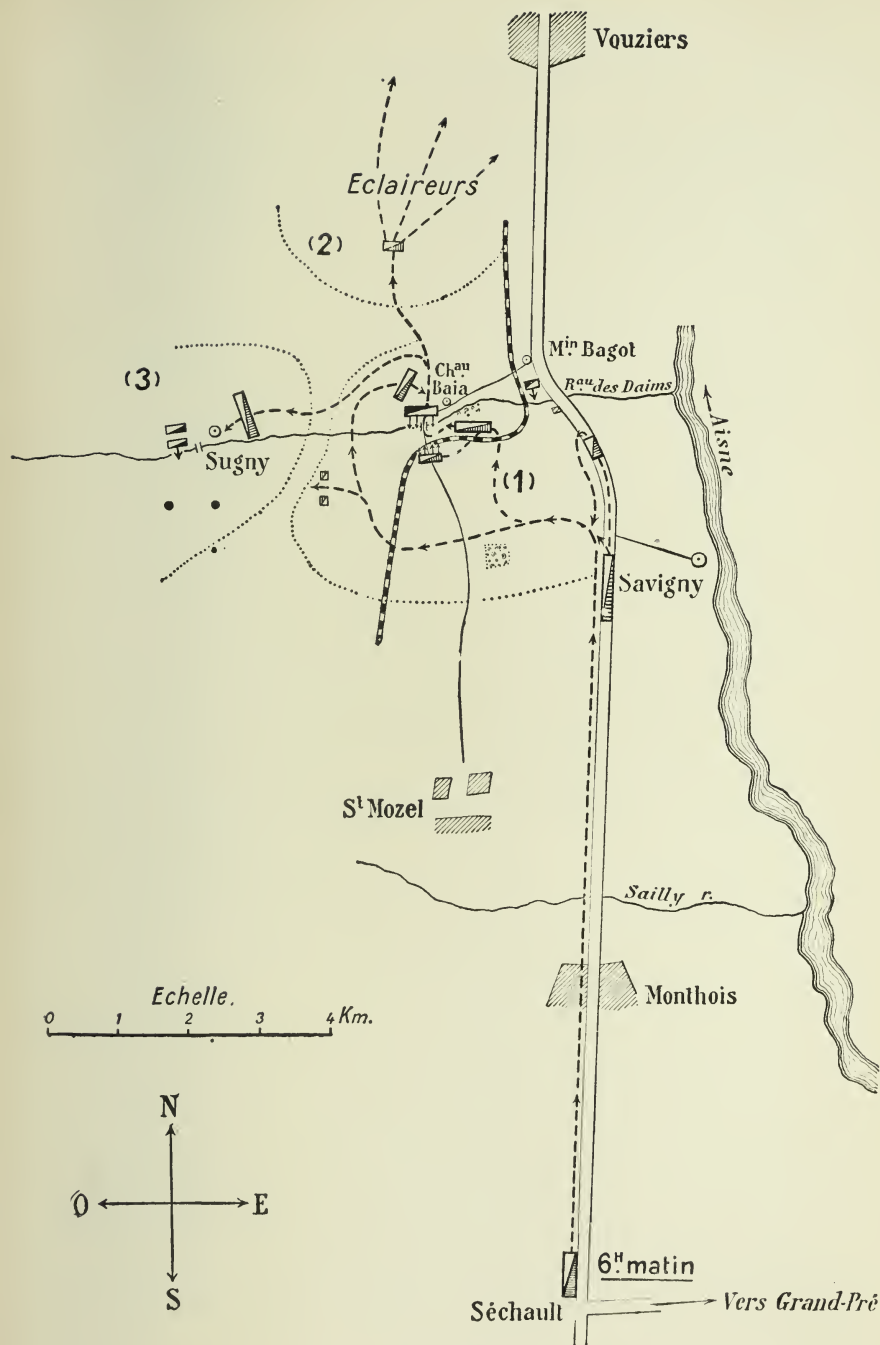 Vouziers
Eclaireurs
(2)
Min Bagot
(3)
Chau Baia
Rau des Daims
Aisne
Sugny
(1)
Savigny
St Mozel
Sailly r.
Monthois
Echelle.
0 1 2 3 4 Km.
N
O E
S
6H. matin
Séchault
Vers Grand-Pré